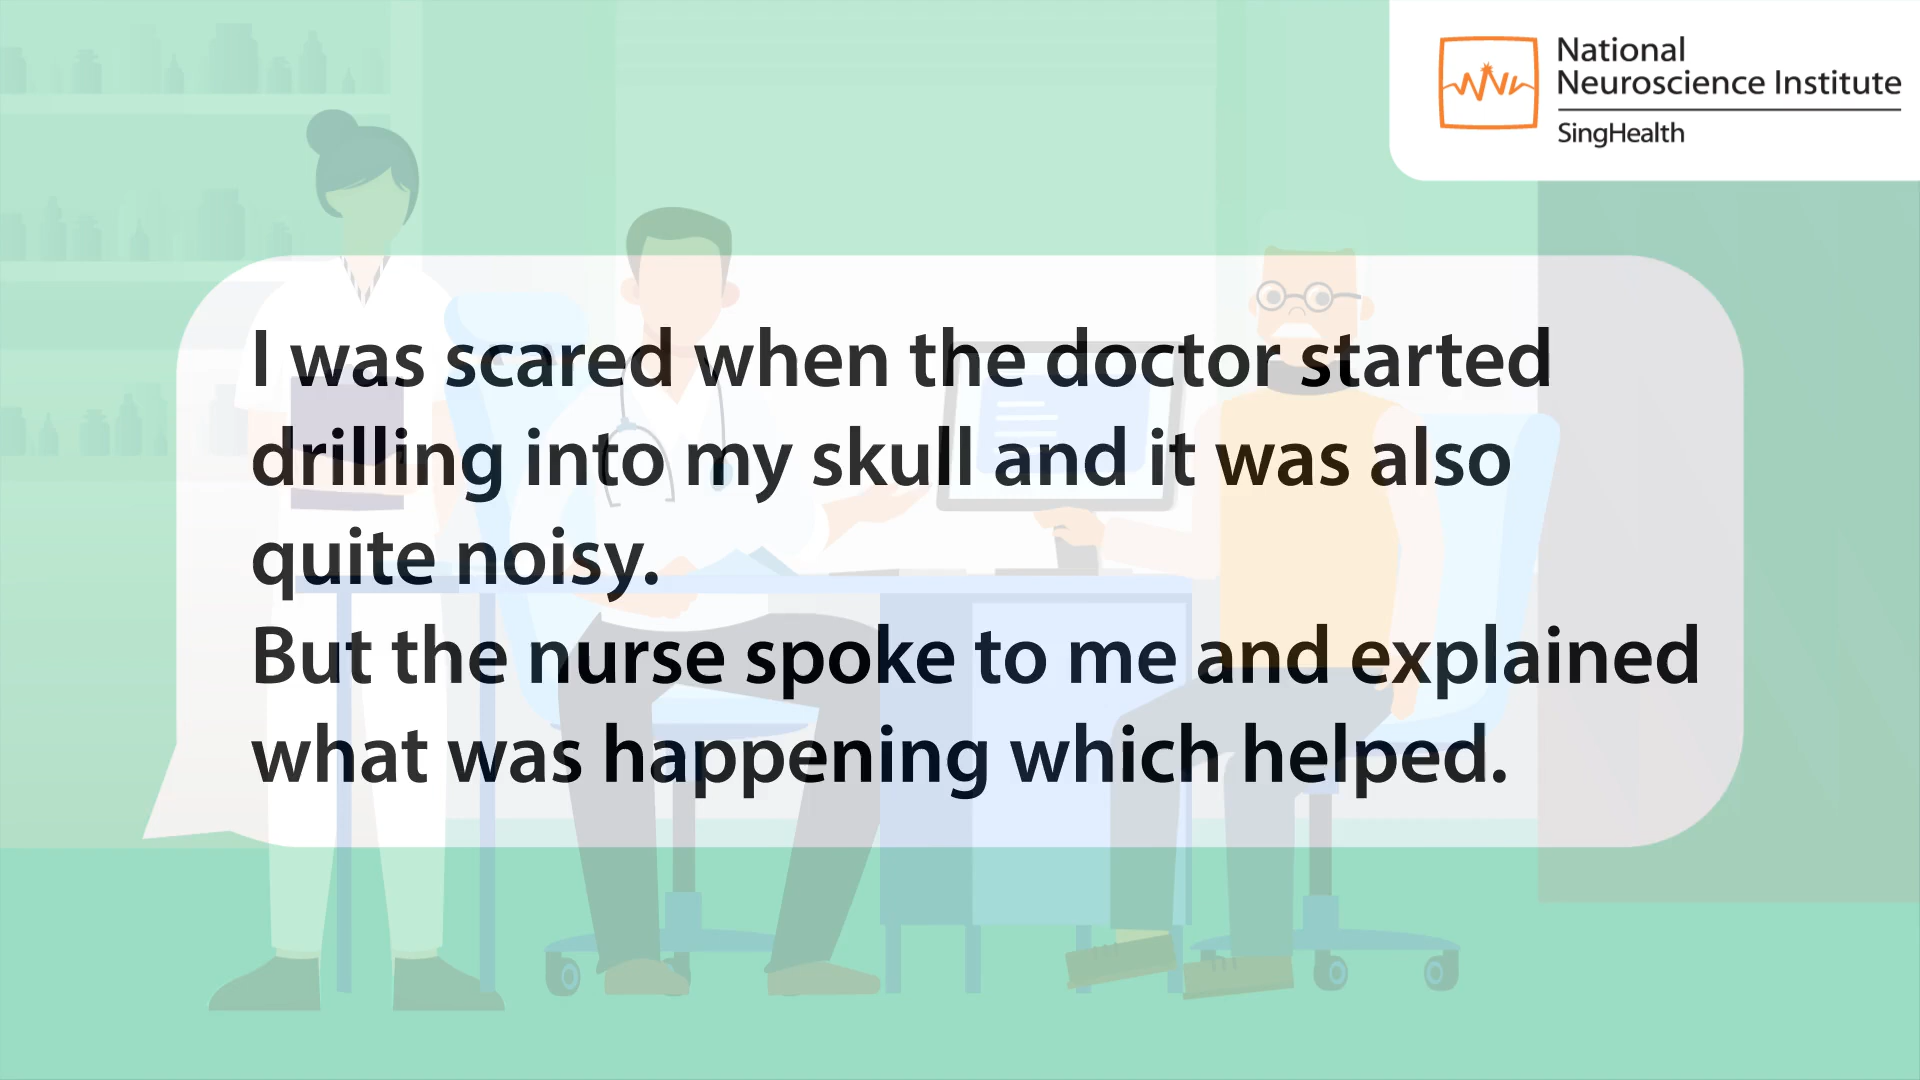 National
Neuroscience Institute
SingHealth
I was scared when the doctor started
drilling into my skull and it was also
quite noisy.
But the nurse spoke to me and explained
what was happening which helped.